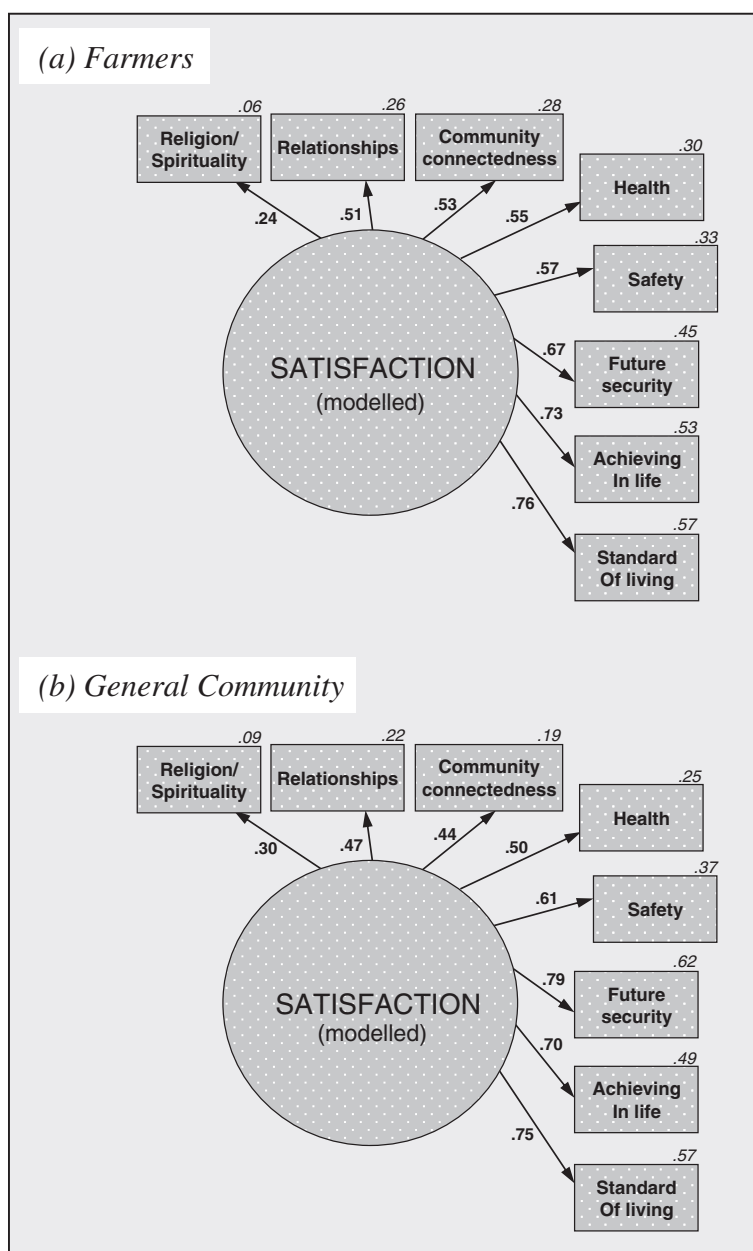 (a) Farmers
.06
Religion/
Spirituality
.26
Relationships
.28
Community
connectedness
.30
Health
.33
Safety
.45
Future
security
.53
Achieving
In life
.57
Standard
Of living
.24
.51
.53
.55
.57
.67
.73
.76
SATISFACTION
(modelled)
(b) General Community
.09
Religion/
Spirituality
.22
Relationships
.19
Community
connectedness
.25
Health
.37
Safety
.62
Future
security
.49
Achieving
In life
.57
Standard
Of living
.30
.47
.44
.50
.61
.79
.70
.75
SATISFACTION
(modelled)